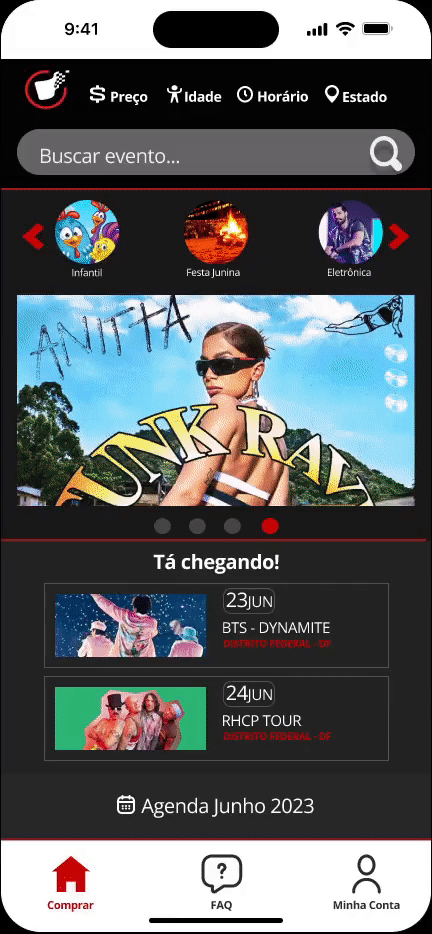 9:41
Preço Idade Horário Estado
Buscar evento...
Infantil Festa Junina Eletrônica
ANITTA
FUNK RAVE
Tá chegando!
23JUN
BTS - DYNAMITE
DISTRITO FEDERAL - DF
24JUN
RHCP TOUR
DISTRITO FEDERAL - DF
Agenda Junho 2023
Comprar FAQ Minha Conta